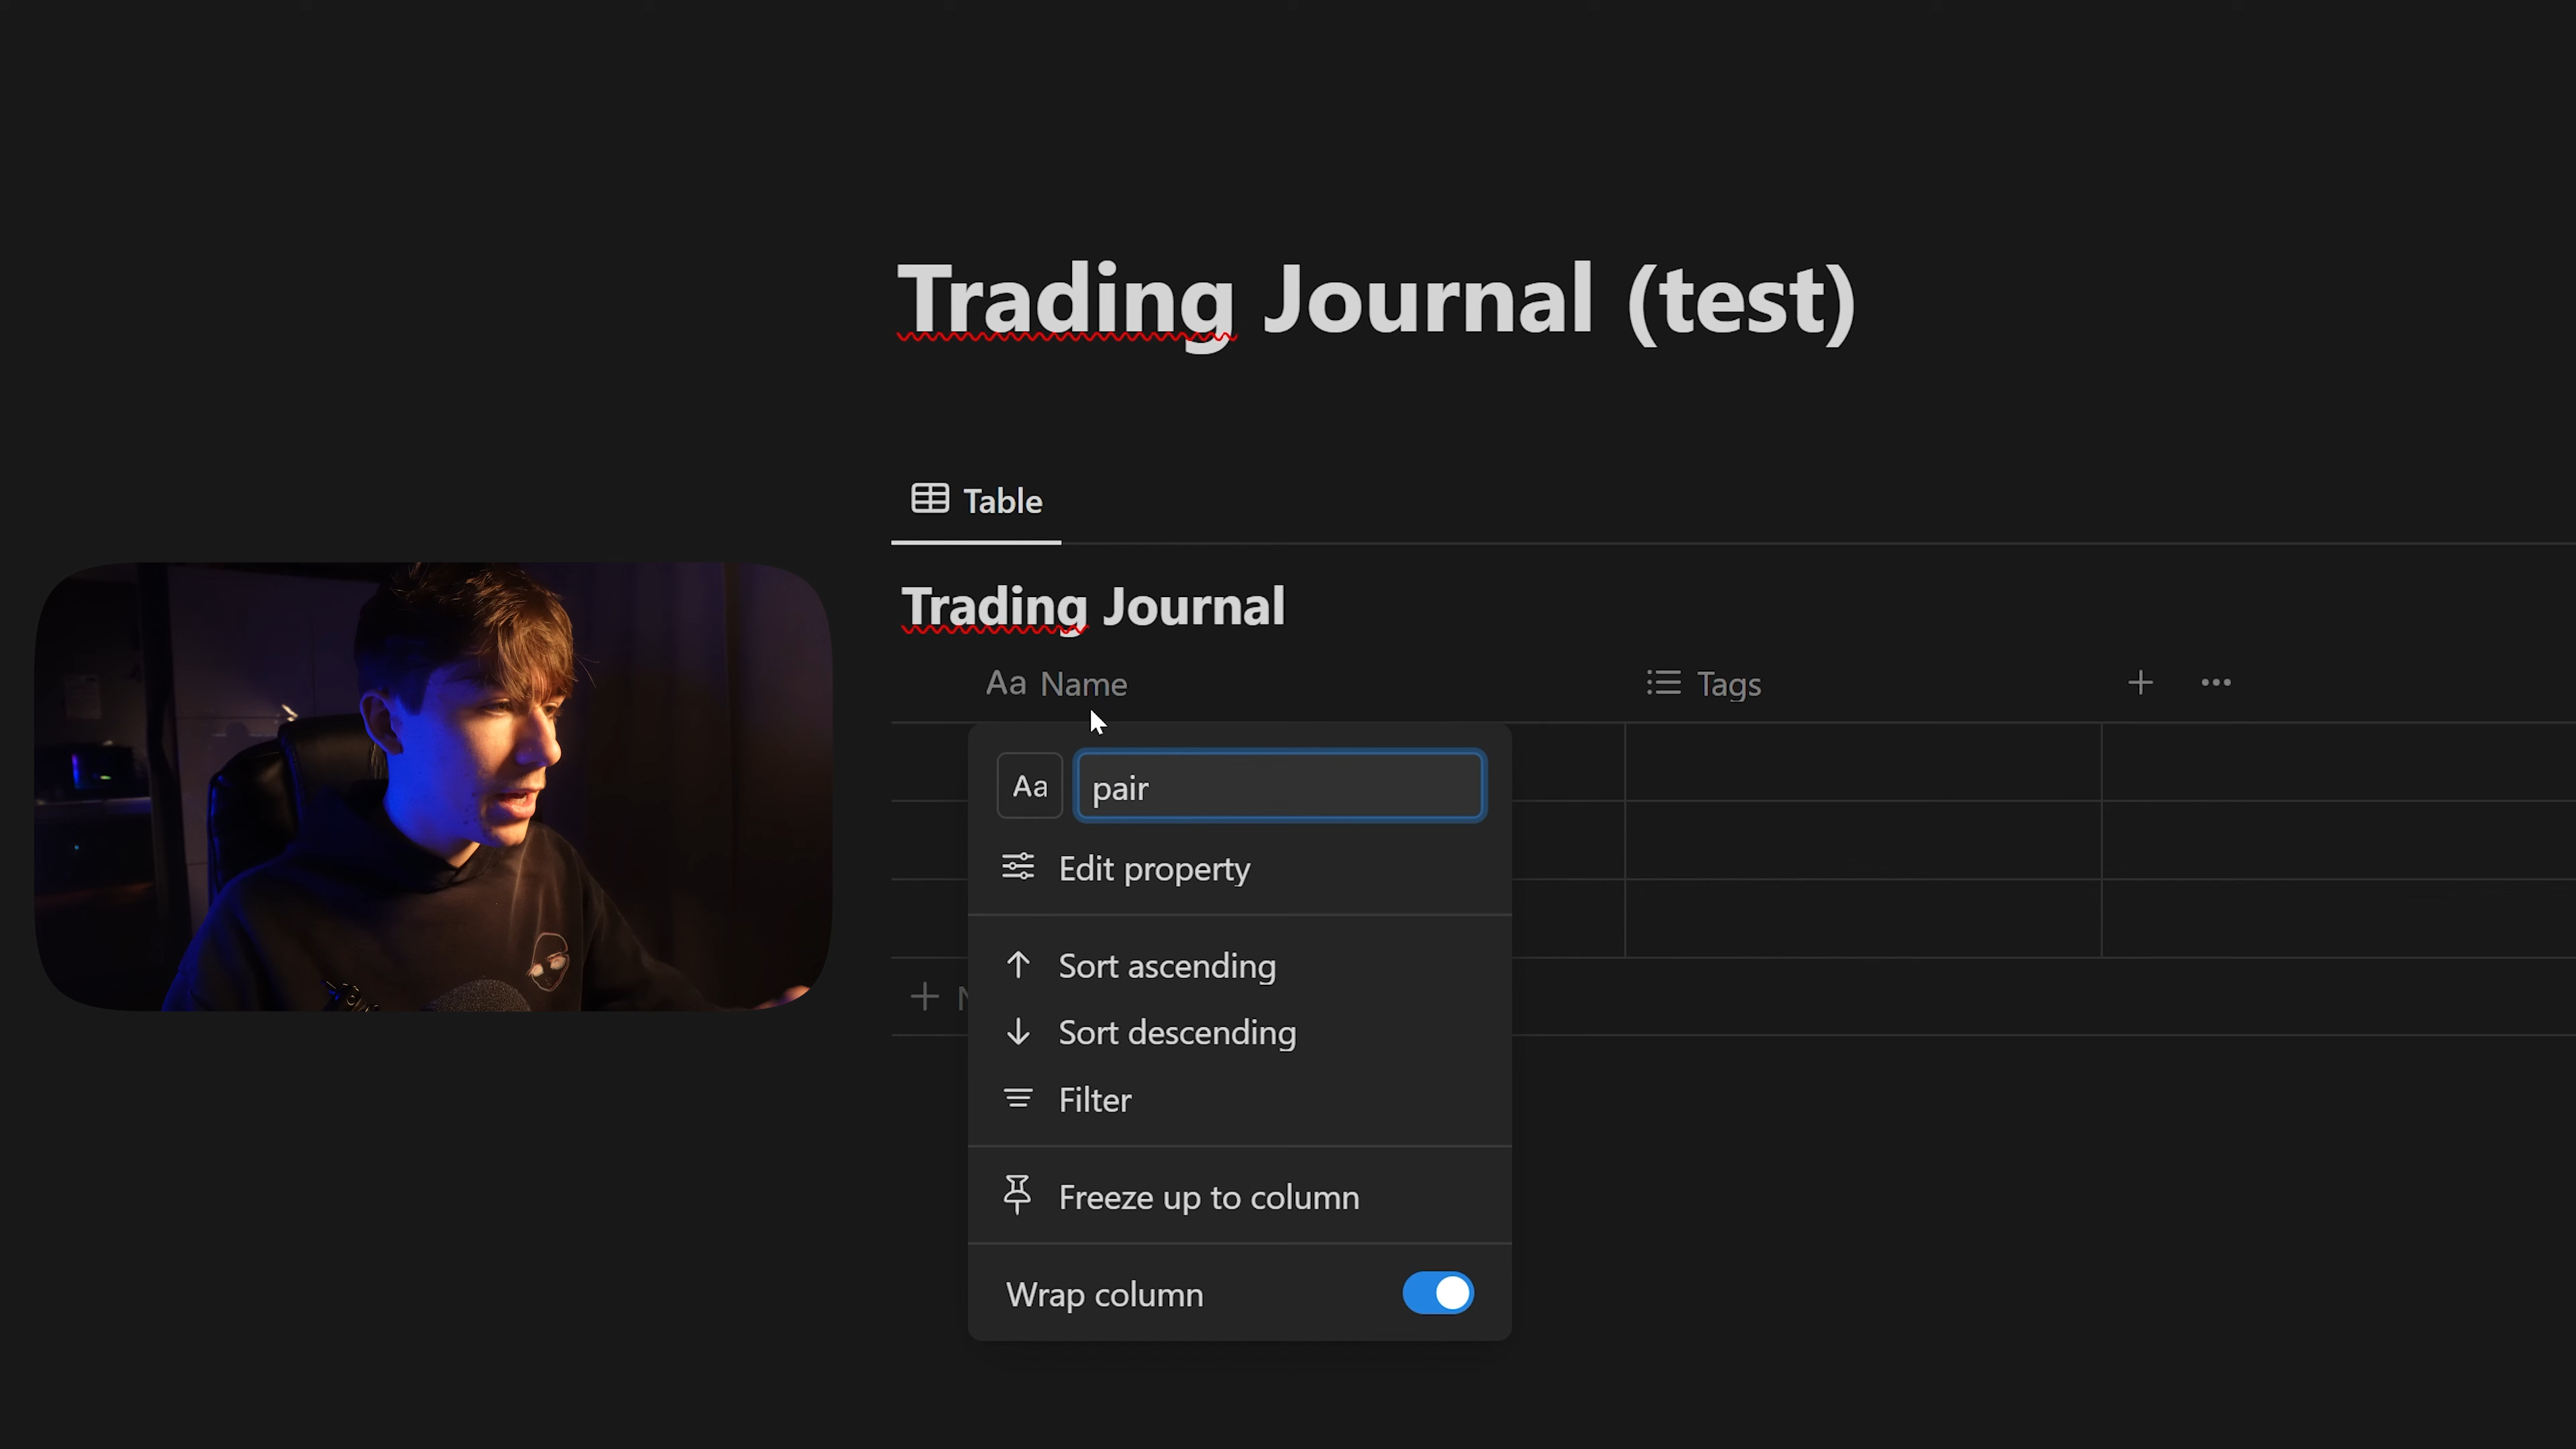 Trading Journal (test)
Table
Trading Journal
Aa Name
Tags
Aa pair
Edit property
Sort ascending
Sort descending
Filter
Freeze up to column
Wrap column